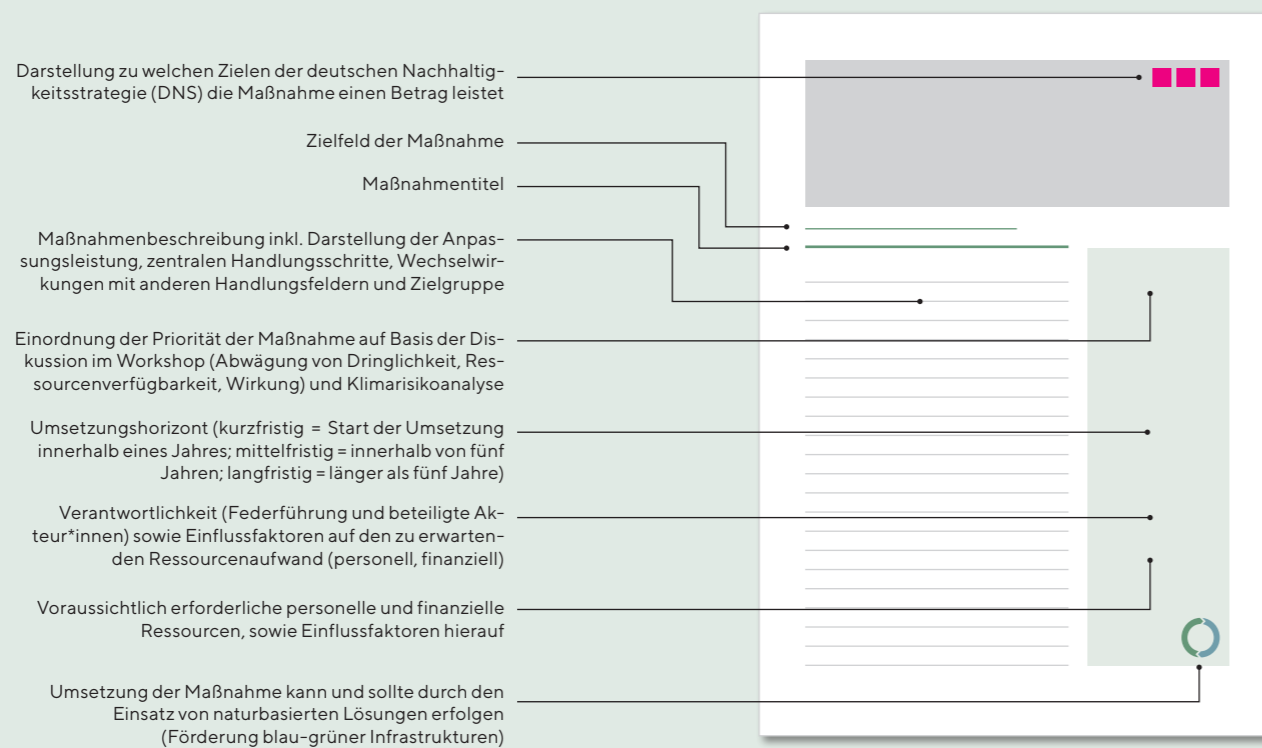 Darstellung zu welchen Zielen der deutschen Nachhaltig-
keitsstrategie (DNS) die Maßnahme einen Betrag leistet
Zielfeld der Maßnahme
Maßnahmentitel
Maßnahmenbeschreibung inkl. Darstellung der Anpas-
sungsleistung, zentralen Handlungsschritte, Wechselwir-
kungen mit anderen Handlungsfeldern und Zielgruppe
Einordnung der Priorität der Maßnahme auf Basis der Dis-
kussion im Workshop (Abwägung von Dringlichkeit, Res-
sourcenverfügbarkeit, Wirkung) und Klimarisikoanalyse
Umsetzungshorizont (kurzfristig = Start der Umsetzung
innerhalb eines Jahres; mittelfristig = innerhalb von fünf
Jahren; langfristig = länger als fünf Jahre)
Verantwortlichkeit (Federführung und beteiligte Ak-
teur*innen) sowie Einflussfaktoren auf den zu erwarten-
den Ressourcenaufwand (personell, finanziell)
Voraussichtlich erforderliche personelle und finanzielle
Ressourcen, sowie Einflussfaktoren hierauf
Umsetzung der Maßnahme kann und sollte durch den
Einsatz von naturbasierten Lösungen erfolgen
(Förderung blau-grüner Infrastrukturen)